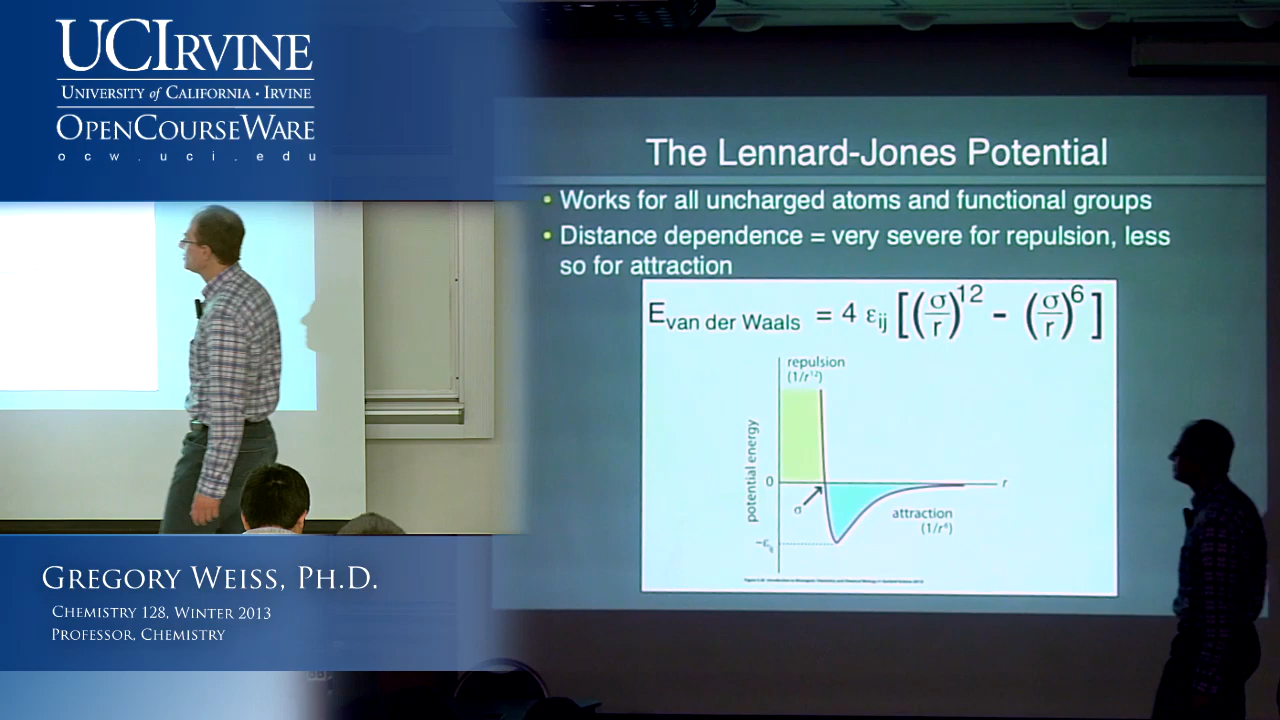 UCIRVINE
UNIVERSITY of CALIFORNIA · IRVINE
OPENCOURSEWARE
ocw.uci.edu
The Lennard-Jones Potential
• Works for all uncharged atoms and functional groups
• Distance dependence = very severe for repulsion, less
so for attraction
E van der Waals = 4 εij [(σ/r)^12 - (σ/r)^6]
repulsion
(1/r^12)
potential energy
0
r
σ
attraction
(1/r^6)
-εij
GREGORY WEISS, PH.D.
CHEMISTRY 128, WINTER 2013
PROFESSOR, CHEMISTRY